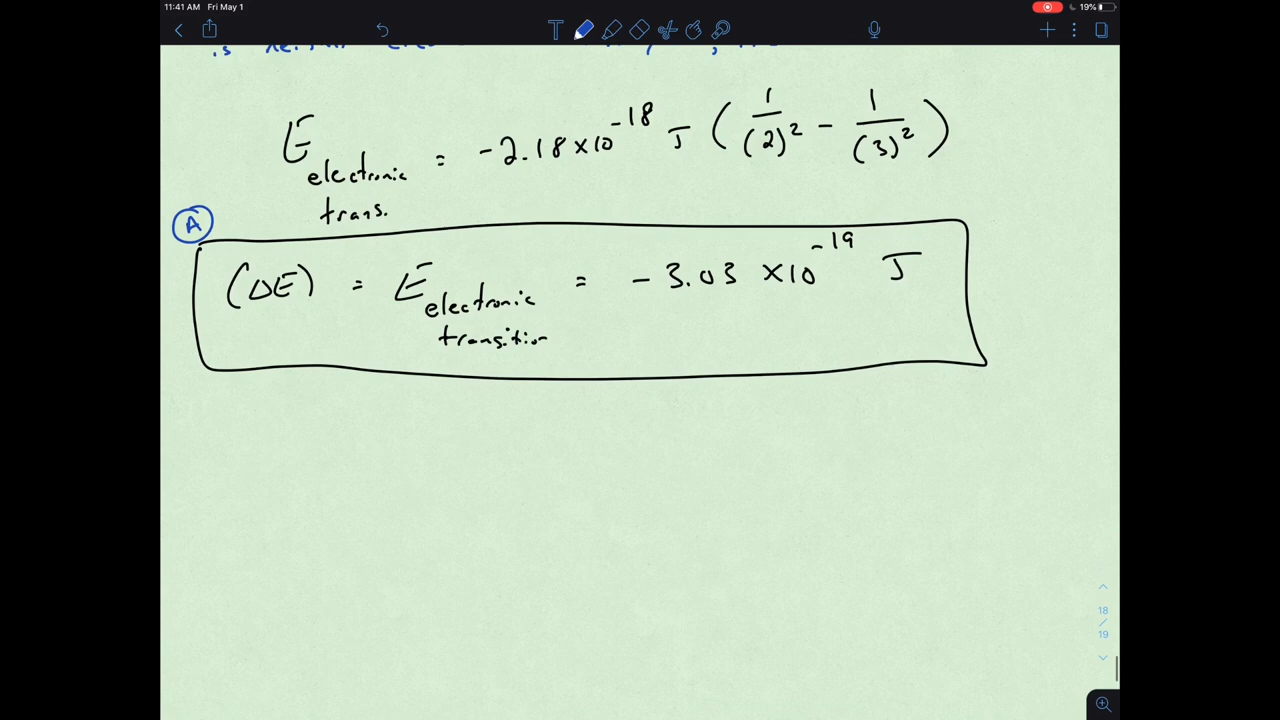 11:41 AM Fri May 1
19%
E electronic trans. = -2.18 × 10^-18 J ( 1/(2)^2 - 1/(3)^2 )
A
(ΔE) = E electronic transition = -3.03 × 10^-19 J
18
/
19